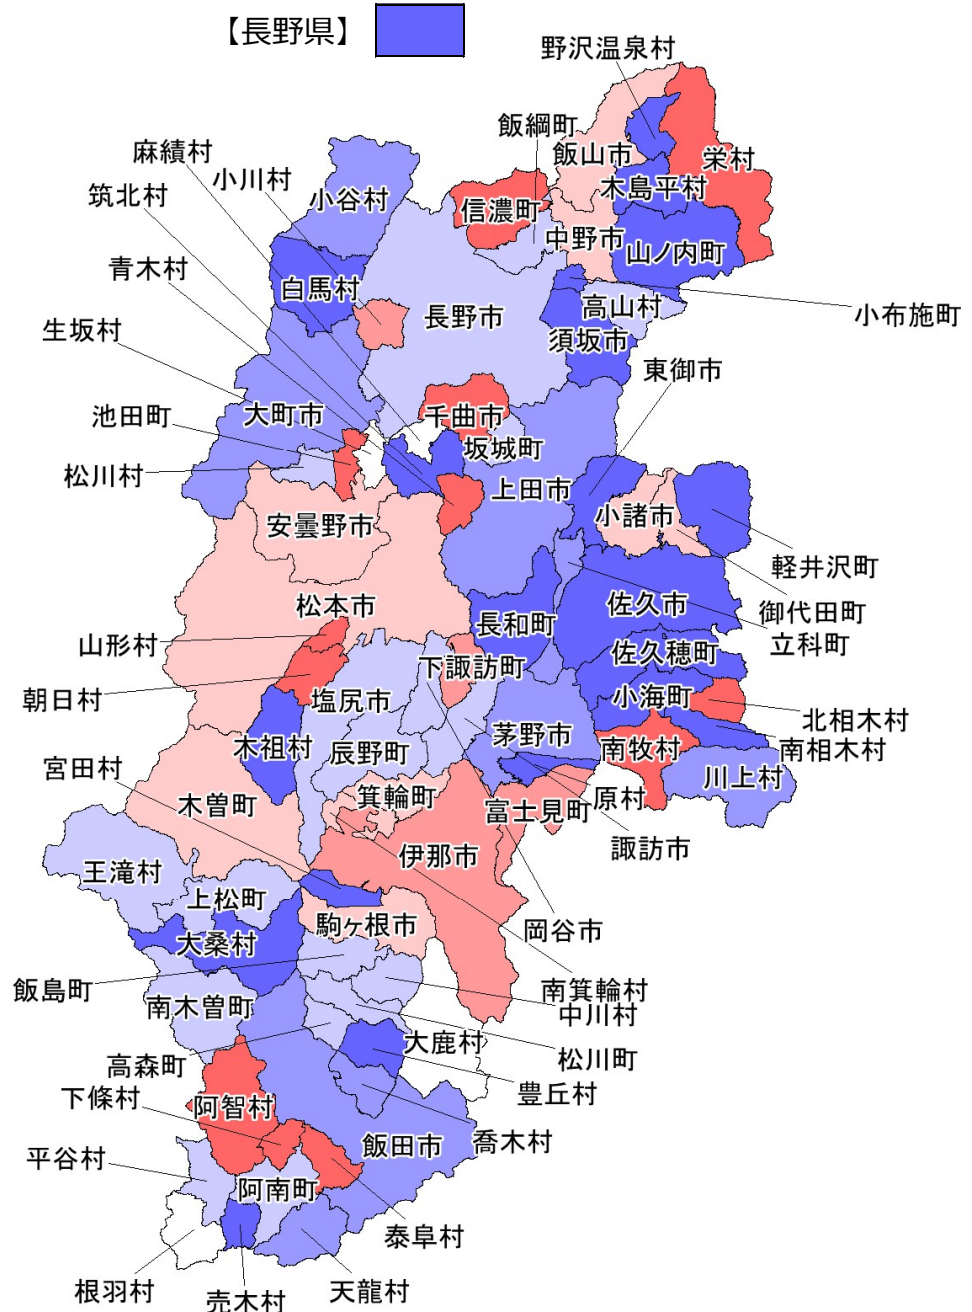 【長野県】
野沢温泉村
飯綱町
麻績村
飯山市
栄村
小川村
木島平村
筑北村
小谷村
信濃町
中野市
山ノ内町
青木村
白馬村
高山村
長野市
小布施町
生坂村
須坂市
東御市
池田町
大町市
千曲市
坂城町
松川村
上田市
安曇野市
小諸市
軽井沢町
松本市
佐久市
御代田町
山形村
長和町
立科町
佐久穂町
下諏訪町
朝日村
塩尻市
小海町
北相木村
木祖村
辰野町
茅野市
南牧村
南相木村
宮田村
川上村
木曽町
箕輪町
富士見町
原村
伊那市
諏訪市
王滝村
上松町
駒ヶ根市
岡谷市
大桑村
飯島町
南箕輪村
南木曽町
中川村
大鹿村
高森町
松川町
下條村
阿智村
豊丘村
平谷村
飯田市
喬木村
阿南町
泰阜村
根羽村
売木村
天龍村